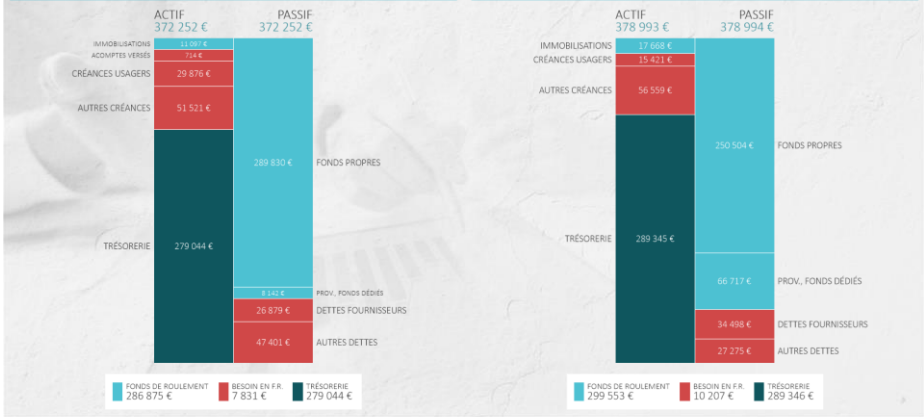 ACTIF PASSIF
372 252 € 372 252 €
IMMOBILISATIONS 11 097 €
ACOMPTES VERSÉS 714 €
CRÉANCES USAGERS 29 876 €
AUTRES CRÉANCES 51 521 €
289 830 € FONDS PROPRES
TRÉSORERIE 279 044 €
8 142 € PROV., FONDS DÉDIÉS
26 879 € DETTES FOURNISSEURS
47 401 € AUTRES DETTES
FONDS DE ROULEMENT BESOIN EN F.R. TRÉSORERIE
286 875 € 7 831 € 279 044 €
ACTIF PASSIF
378 993 € 378 994 €
IMMOBILISATIONS 17 668 €
CRÉANCES USAGERS 15 421 €
AUTRES CRÉANCES 56 559 €
250 504 € FONDS PROPRES
TRÉSORERIE 289 345 €
66 717 € PROV., FONDS DÉDIÉS
34 498 € DETTES FOURNISSEURS
27 275 € AUTRES DETTES
FONDS DE ROULEMENT BESOIN EN F.R. TRÉSORERIE
299 553 € 10 207 € 289 346 €